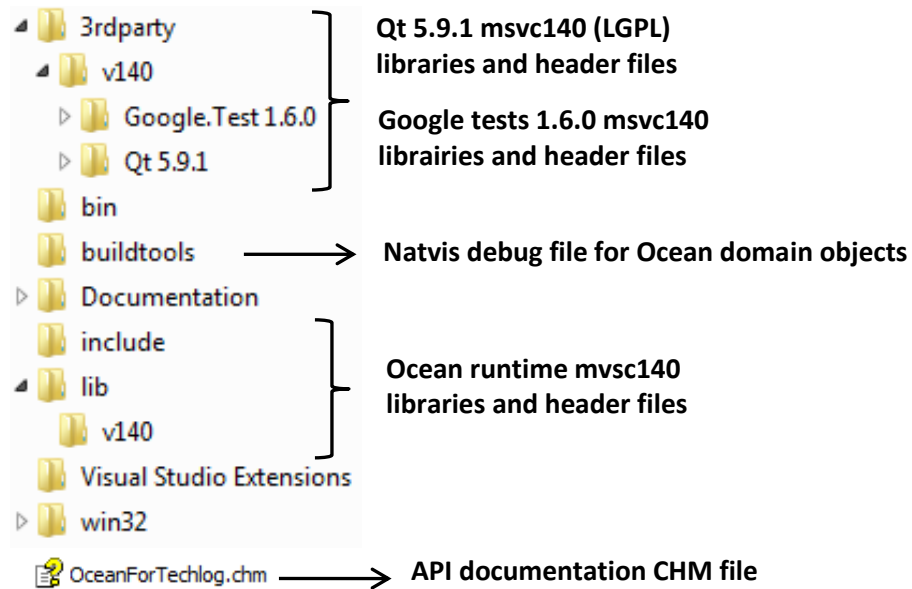 3rdparty
v140
Google.Test 1.6.0
Qt 5.9.1
Qt 5.9.1 msvc140 (LGPL)
libraries and header files
Google tests 1.6.0 msvc140
librairies and header files
bin
buildtools
Natvis debug file for Ocean domain objects
Documentation
include
lib
v140
Ocean runtime mvsc140
libraries and header files
Visual Studio Extensions
win32
OceanForTechlog.chm
API documentation CHM file